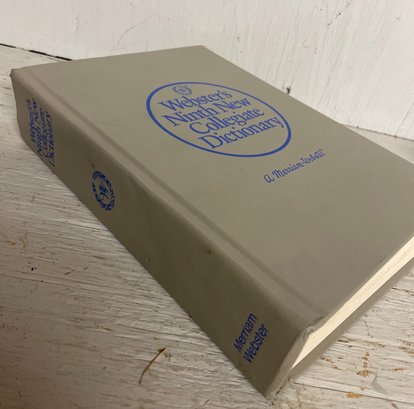 Webster's
Ninth New
Collegiate
Dictionary
A Merriam-Webster®
Webster's
Ninth New
Collegiate
Dictionary
Merriam
Webster